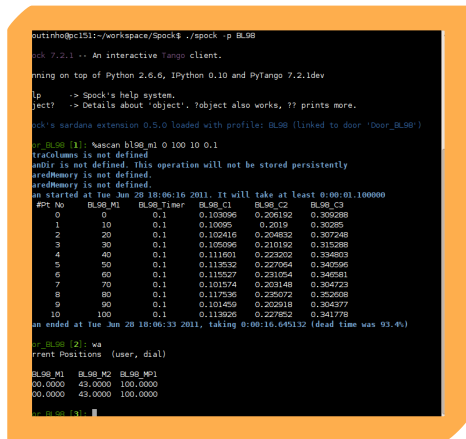 outinho@pc151:~/workspace/Spock$ ./spock -p BL98
ock 7.2.1 -- An interactive Tango client.
nning on top of Python 2.6.6, IPython 0.10 and PyTango 7.2.1dev
lp -> Spock's help system.
ject? -> Details about 'object'. ?object also works, ?? prints more.
ock's sardana extension 0.5.0 loaded with profile: BL98 (linked to door 'Door_BL98')
or_BL98 [1]: %ascan bl98_m1 0 100 10 0.1
traColumns is not defined
anDir is not defined. This operation will not be stored persistently
aredMemory is not defined.
aredMemory is not defined.
an started at Tue Jun 28 18:06:16 2011. It will take at least 0:00:01.100000
#Pt No BL98_M1 BL98_Timer BL98_C1 BL98_C2 BL98_C3
0 0 0.1 0.103096 0.206192 0.309288
1 10 0.1 0.10095 0.2019 0.30285
2 20 0.1 0.102416 0.204832 0.307248
3 30 0.1 0.105096 0.210192 0.315288
4 40 0.1 0.111601 0.223202 0.334803
5 50 0.1 0.113532 0.227064 0.340596
6 60 0.1 0.115527 0.231054 0.346581
7 70 0.1 0.101574 0.203148 0.304723
8 80 0.1 0.117536 0.235072 0.352608
9 90 0.1 0.101459 0.202918 0.304377
10 100 0.1 0.113926 0.227852 0.341778
an ended at Tue Jun 28 18:06:33 2011, taking 0:00:16.645132 (dead time was 93.4%)
or_BL98 [2]: wa
rrent Positions (user, dial)
BL98_M1 BL98_M2 BL98_MP1
00.0000 43.0000 100.0000
00.0000 43.0000 100.0000
or_BL98 [3]: